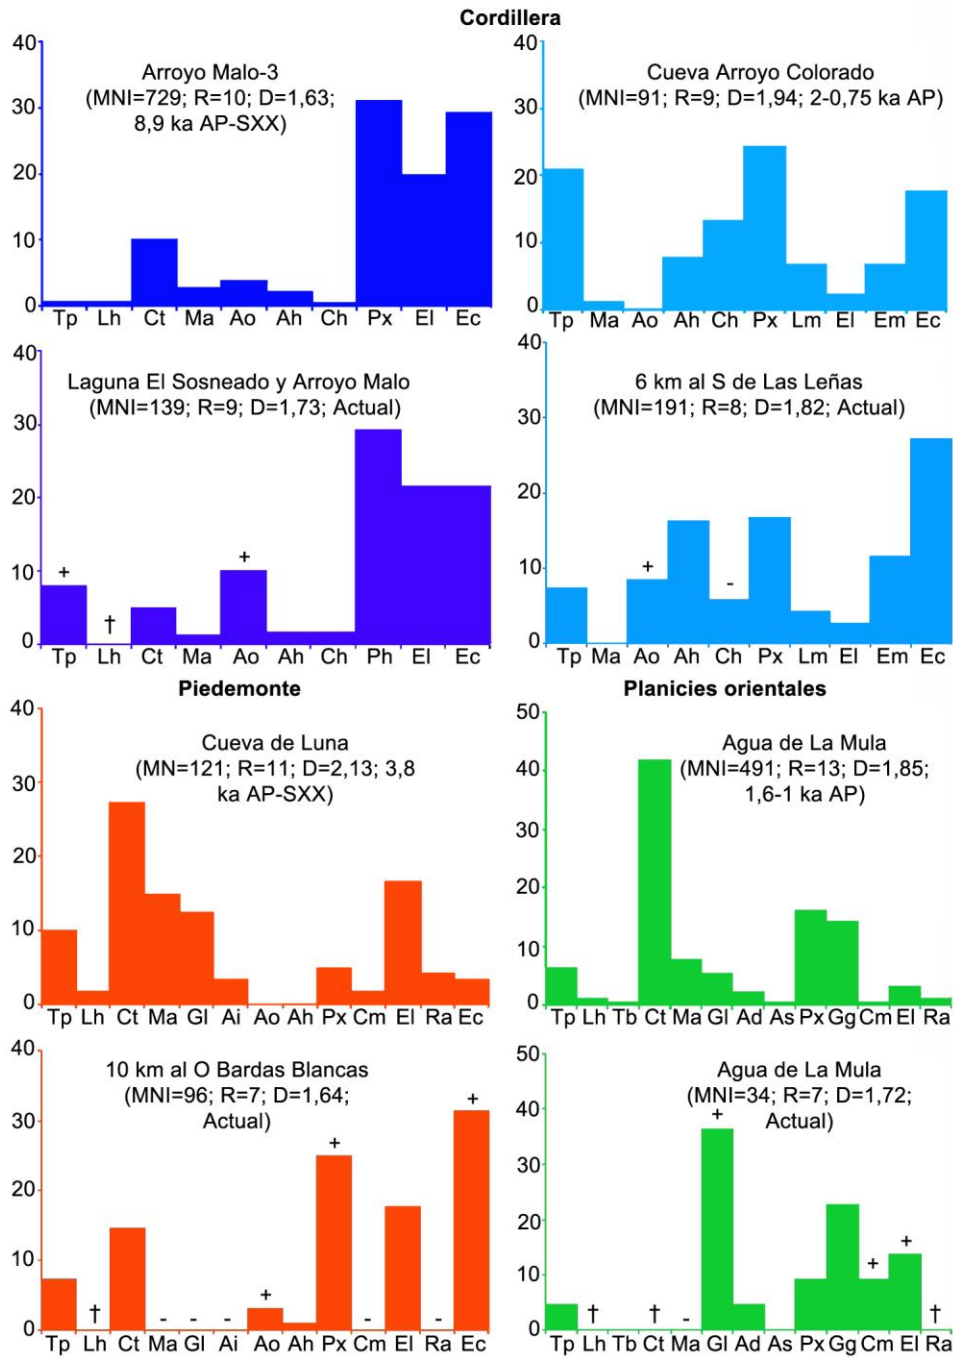 Cordillera
Arroyo Malo-3
(MNI=729; R=10; D=1,63;
8,9 ka AP-SXX)
40
30
20
10
0
Tp Lh Ct Ma Ao Ah Ch Px El Ec
Cueva Arroyo Colorado
(MNI=91; R=9; D=1,94; 2-0,75 ka AP)
40
30
20
10
0
Tp Ma Ao Ah Ch Px Lm El Em Ec
Laguna El Sosneado y Arroyo Malo
(MNI=139; R=9; D=1,73; Actual)
40
30
20
10
0
+ † +
Tp Lh Ct Ma Ao Ah Ch Ph El Ec
6 km al S de Las Leñas
(MNI=191; R=8; D=1,82; Actual)
40
30
20
10
0
+ -
Tp Ma Ao Ah Ch Px Lm El Em Ec
Piedemonte
Cueva de Luna
(MN=121; R=11; D=2,13; 3,8
ka AP-SXX)
40
30
20
10
0
Tp Lh Ct Ma Gl Ai Ao Ah Px Cm El Ra Ec
Planicies orientales
Agua de La Mula
(MNI=491; R=13; D=1,85;
1,6-1 ka AP)
50
40
30
20
10
0
Tp Lh Tb Ct Ma Gl Ad As Px Gg Cm El Ra
10 km al O Bardas Blancas
(MNI=96; R=7; D=1,64;
Actual)
40
30
20
10
0
† - - - + + - - +
Tp Lh Ct Ma Gl Ai Ao Ah Px Cm El Ra Ec
Agua de La Mula
(MNI=34; R=7; D=1,72;
Actual)
50
40
30
20
10
0
† † - + + + †
Tp Lh Tb Ct Ma Gl Ad As Px Gg Cm El Ra